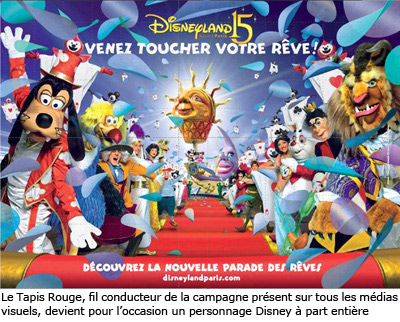 DISNEYLAND 15
VENEZ TOUCHER VOTRE RÊVE!
DÉCOUVREZ LA NOUVELLE PARADE DES RÊVES
disneylandparis.com
Le Tapis Rouge, fil conducteur de la campagne présent sur tous les médias
visuels, devient pour l'occasion un personnage Disney à part entière